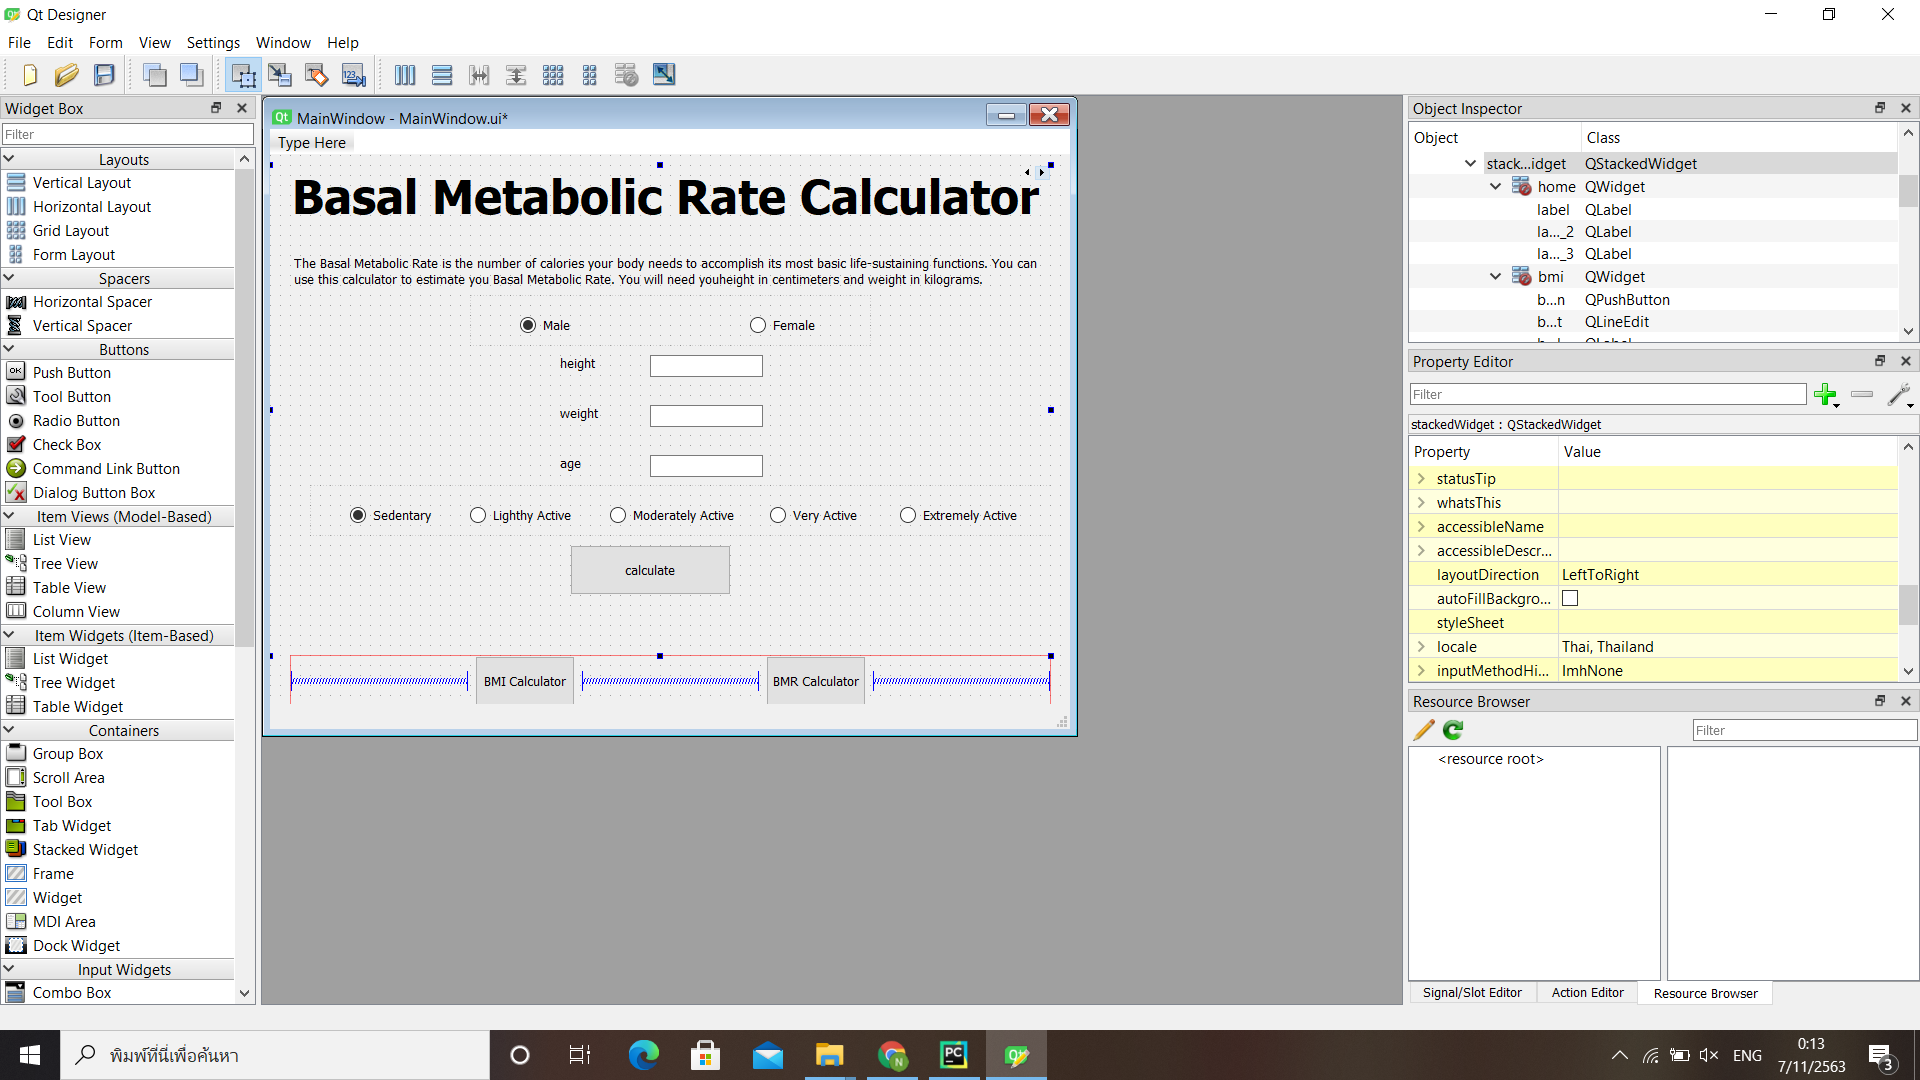 Qt Designer
File Edit Form View Settings Window Help
Widget Box
Filter
Layouts
Vertical Layout
Horizontal Layout
Grid Layout
Form Layout
Spacers
Horizontal Spacer
Vertical Spacer
Buttons
OK Push Button
Tool Button
Radio Button
Check Box
Command Link Button
Dialog Button Box
Item Views (Model-Based)
List View
Tree View
Table View
Column View
Item Widgets (Item-Based)
List Widget
Tree Widget
Table Widget
Containers
Group Box
Scroll Area
Tool Box
Tab Widget
Stacked Widget
Frame
Widget
MDI Area
Dock Widget
Input Widgets
Combo Box
Qt MainWindow - MainWindow.ui*
Type Here
Basal Metabolic Rate Calculator
The Basal Metabolic Rate is the number of calories your body needs to accomplish its most basic life-sustaining functions. You can
use this calculator to estimate you Basal Metabolic Rate. You will need youheight in centimeters and weight in kilograms.
Male Female
height
weight
age
Sedentary Lighthy Active Moderately Active Very Active Extremely Active
calculate
BMI Calculator BMR Calculator
Object Inspector
Object Class
stack...idget QStackedWidget
home QWidget
label QLabel
la..._2 QLabel
la..._3 QLabel
bmi QWidget
b...n QPushButton
b...t QLineEdit
Property Editor
Filter
stackedWidget : QStackedWidget
Property Value
statusTip
whatsThis
accessibleName
accessibleDescr...
layoutDirection LeftToRight
autoFillBackgro...
styleSheet
locale Thai, Thailand
inputMethodHi... ImhNone
Resource Browser
Filter
<resource root>
Signal/Slot Editor Action Editor Resource Browser
พิมพ์ที่นี่เพื่อค้นหา
PC
Qt
ENG
0:13
7/11/2563
3